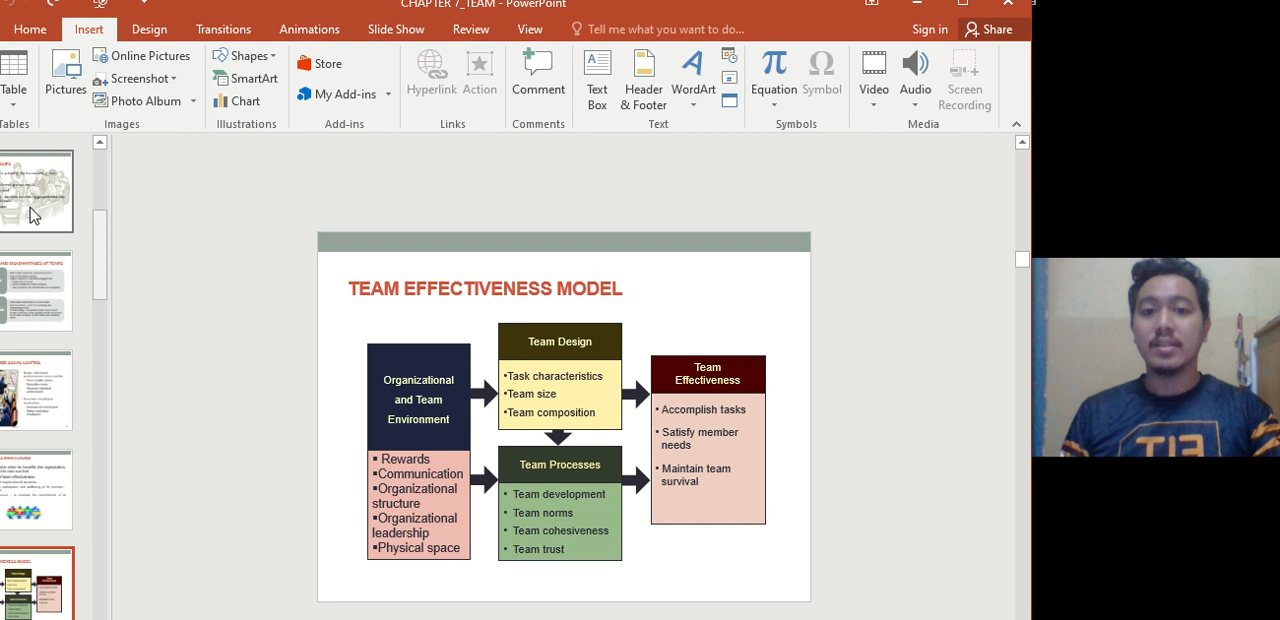 CHAPTER 7_TEAM - PowerPoint
Home Insert Design Transitions Animations Slide Show Review View Tell me what you want to do... Sign in Share
Table
Tables
Pictures
Online Pictures
Screenshot
Photo Album
Images
Shapes
SmartArt
Chart
Illustrations
Store
My Add-ins
Add-ins
Hyperlink Action
Links
Comment
Comments
Text
Box
Header
& Footer
WordArt
Text
Equation Symbol
Symbols
Video Audio Screen
Recording
Media
TEAM EFFECTIVENESS MODEL
Organizational
and Team
Environment
▪ Rewards
▪Communication
▪Organizational
structure
▪Organizational
leadership
▪Physical space
Team Design
•Task characteristics
•Team size
•Team composition
Team Processes
• Team development
• Team norms
• Team cohesiveness
• Team trust
Team
Effectiveness
• Accomplish tasks
• Satisfy member
needs
• Maintain team
survival